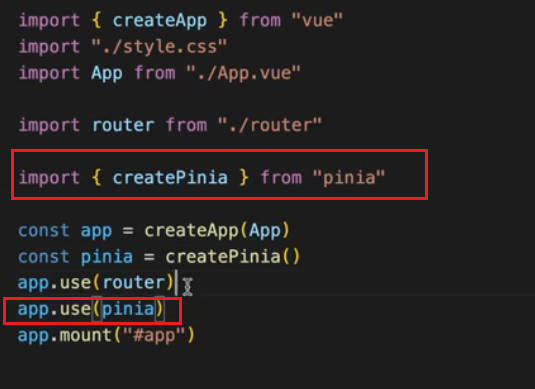 import { createApp } from "vue"
import "./style.css"
import App from "./App.vue"
import router from "./router"
import { createPinia } from "pinia"
const app = createApp(App)
const pinia = createPinia()
app.use(router)
app.use(pinia)
app.mount("#app")